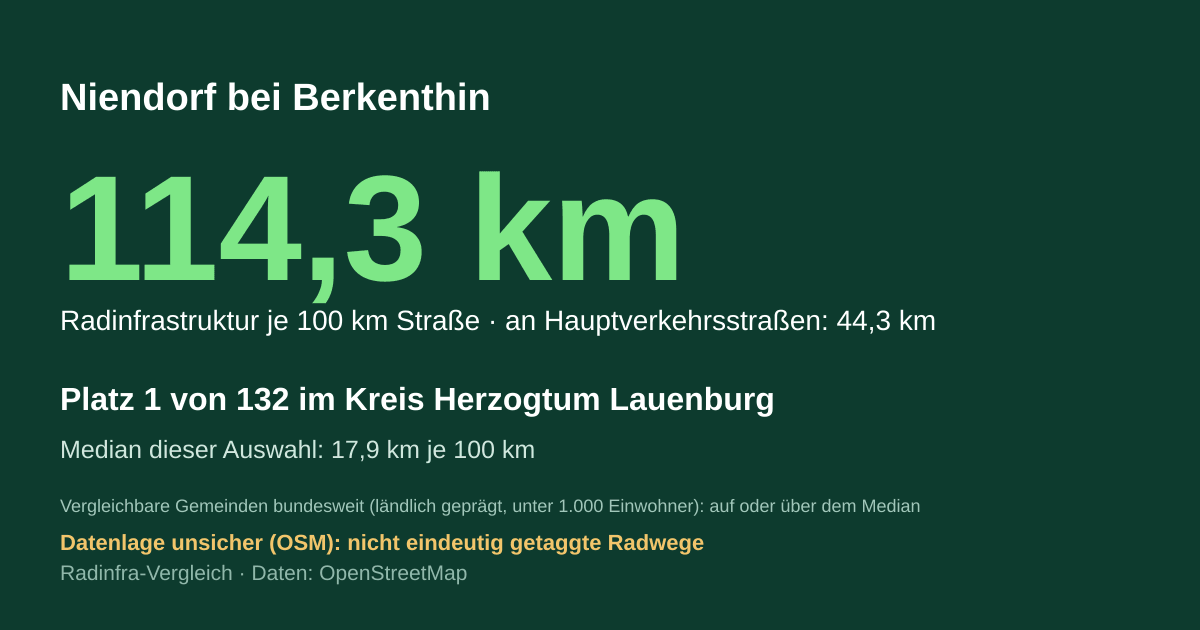 Niendorf bei Berkenthin
114,3 km
Radinfrastruktur je 100 km Straße · an Hauptverkehrsstraßen: 44,3 km
Platz 1 von 132 im Kreis Herzogtum Lauenburg
Median dieser Auswahl: 17,9 km je 100 km
Vergleichbare Gemeinden bundesweit (ländlich geprägt, unter 1.000 Einwohner): auf oder über dem Median
Datenlage unsicher (OSM): nicht eindeutig getaggte Radwege
Radinfra-Vergleich · Daten: OpenStreetMap